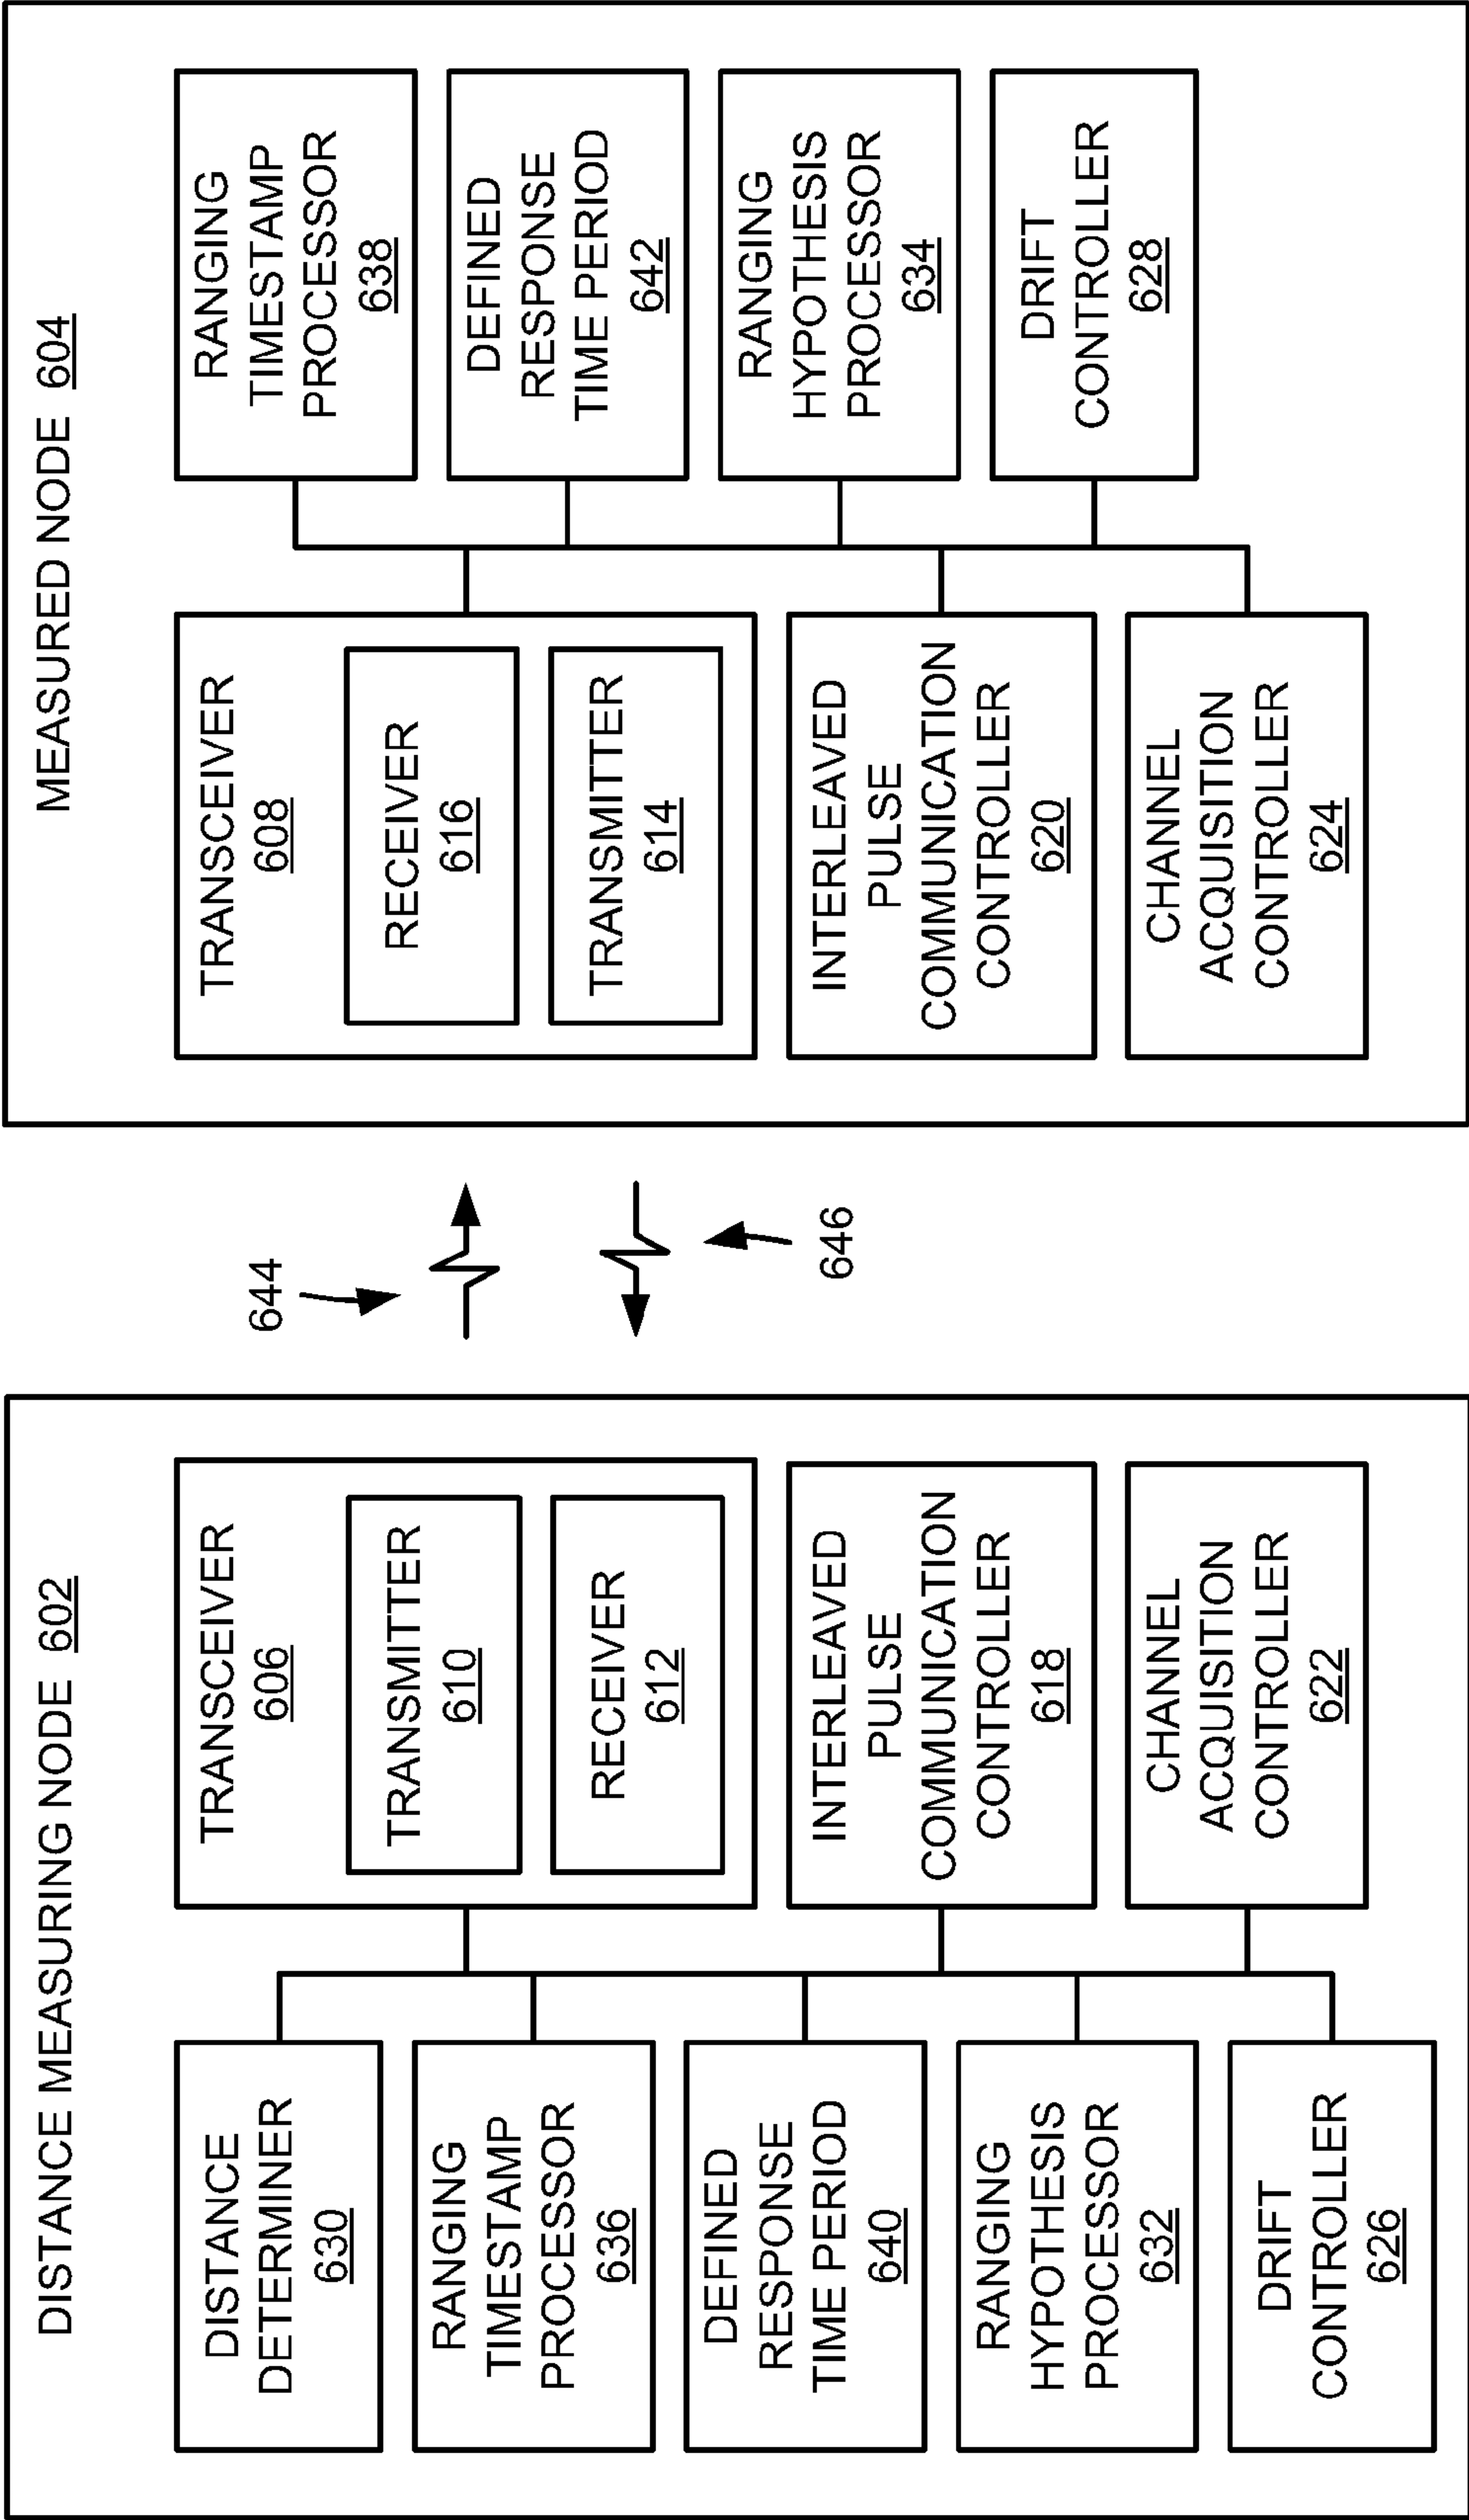 DISTANCE MEASURING NODE 602
DISTANCE
DETERMINER
630
RANGING
TIMESTAMP
PROCESSOR
636
DEFINED
RESPONSE
TIME PERIOD
640
RANGING
HYPOTHESIS
PROCESSOR
632
DRIFT
CONTROLLER
626
TRANSCEIVER
606
TRANSMITTER
610
RECEIVER
612
INTERLEAVED
PULSE
COMMUNICATION
CONTROLLER
618
CHANNEL
ACQUISITION
CONTROLLER
622
644
646
MEASURED NODE 604
TRANSCEIVER
608
RECEIVER
616
TRANSMITTER
614
INTERLEAVED
PULSE
COMMUNICATION
CONTROLLER
620
CHANNEL
ACQUISITION
CONTROLLER
624
RANGING
TIMESTAMP
PROCESSOR
638
DEFINED
RESPONSE
TIME PERIOD
642
RANGING
HYPOTHESIS
PROCESSOR
634
DRIFT
CONTROLLER
628